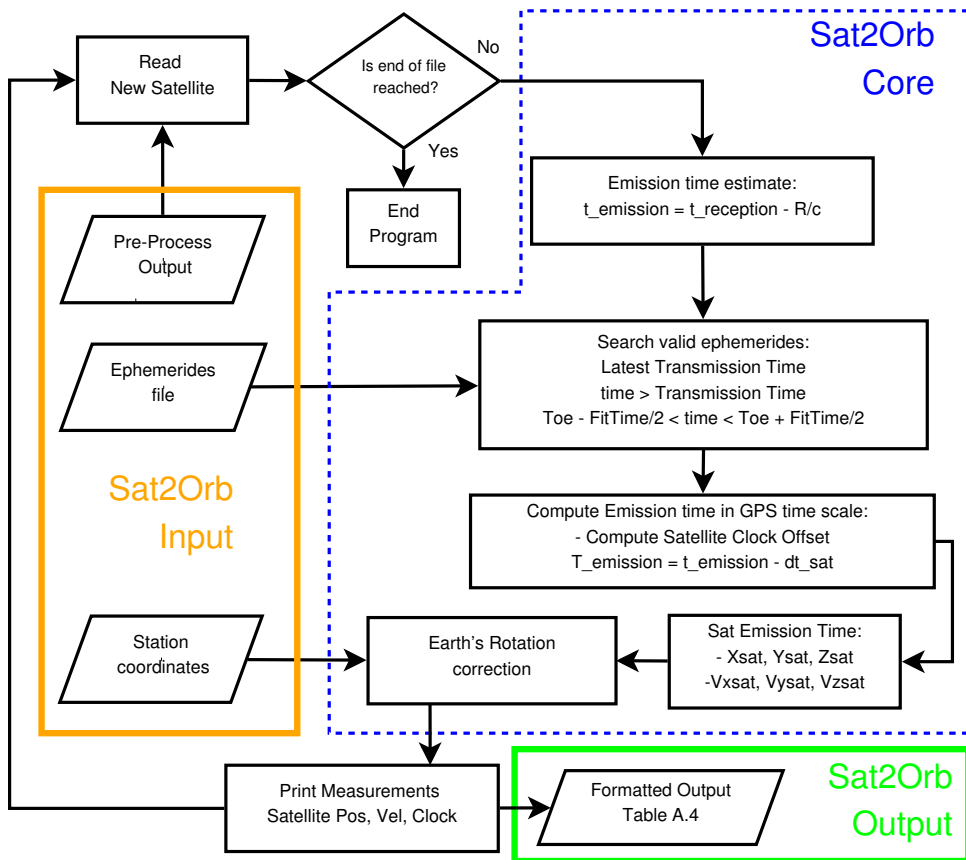 Read
New Satellite
Is end of file
reached?
No
Yes
End
Program
Sat2Orb
Core
Emission time estimate:
t_emission = t_reception - R/c
Pre-Process
Output
Ephemerides
file
Search valid ephemerides:
Latest Transmission Time
time > Transmission Time
Toe - FitTime/2 < time < Toe + FitTime/2
Sat2Orb
Input
Compute Emission time in GPS time scale:
- Compute Satellite Clock Offset
T_emission = t_emission - dt_sat
Station
coordinates
Earth's Rotation
correction
Sat Emission Time:
- Xsat, Ysat, Zsat
-Vxsat, Vysat, Vzsat
Print Measurements
Satellite Pos, Vel, Clock
Formatted Output
Table A.4
Sat2Orb
Output